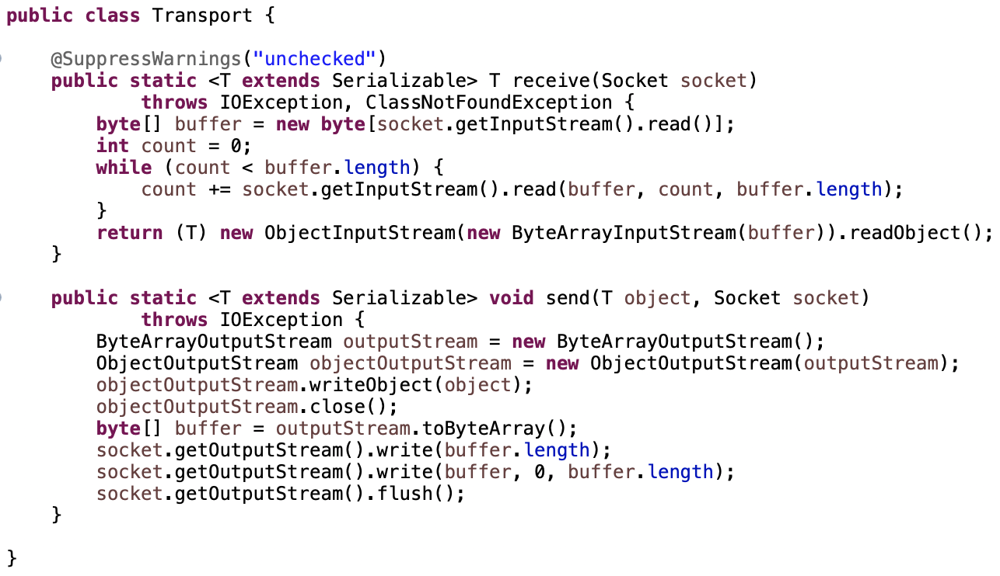 public class Transport {
@SuppressWarnings("unchecked")
public static <T extends Serializable> T receive(Socket socket)
throws IOException, ClassNotFoundException {
byte[] buffer = new byte[socket.getInputStream().read()];
int count = 0;
while (count < buffer.length) {
count += socket.getInputStream().read(buffer, count, buffer.length);
}
return (T) new ObjectInputStream(new ByteArrayInputStream(buffer)).readObject();
}
public static <T extends Serializable> void send(T object, Socket socket)
throws IOException {
ByteArrayOutputStream outputStream = new ByteArrayOutputStream();
ObjectOutputStream objectOutputStream = new ObjectOutputStream(outputStream);
objectOutputStream.writeObject(object);
objectOutputStream.close();
byte[] buffer = outputStream.toByteArray();
socket.getOutputStream().write(buffer.length);
socket.getOutputStream().write(buffer, 0, buffer.length);
socket.getOutputStream().flush();
}
}